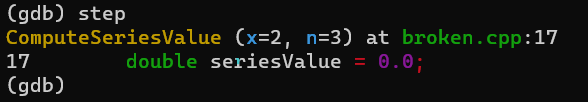 (gdb) step
ComputeSeriesValue (x=2, n=3) at broken.cpp:17
17        double seriesValue = 0.0;
(gdb)